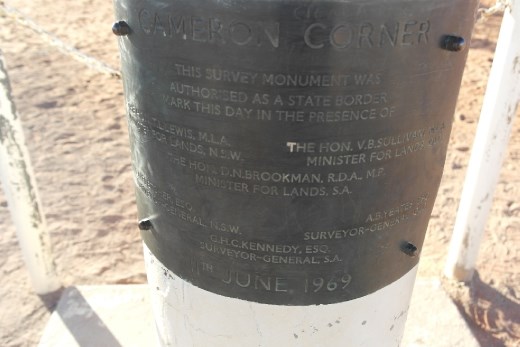 CAMERON CORNER
THIS SURVEY MONUMENT WAS
AUTHORISED AS A STATE BORDER
MARK THIS DAY IN THE PRESENCE OF
LEWIS, M.L.A.
THE HON. V.B. SULLIVAN
FOR LANDS, N.S.W.
MINISTER FOR LANDS
THE HON. D.N. BROOKMAN, R.D.A., M.P.
MINISTER FOR LANDS, S.A.
ESQ.
GENERAL, N.S.W.
SURVEYOR-GENERAL
G.H.C. KENNEDY, ESQ.
SURVEYOR-GENERAL, S.A.
TH JUNE, 1969